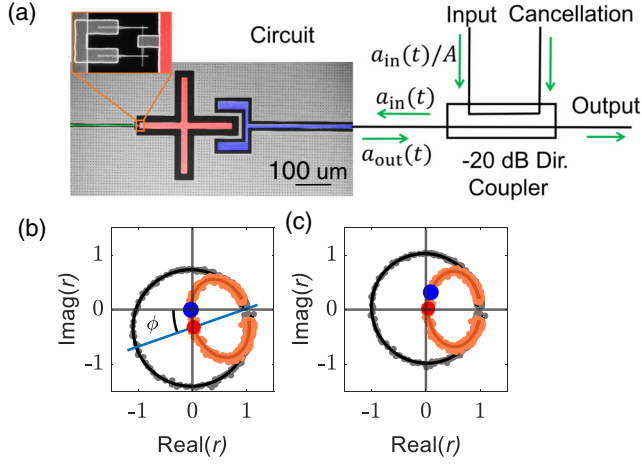 (a)
Circuit
100 um
Input
Cancellation
a_in(t)/A
a_in(t)
Output
a_out(t)
-20 dB Dir.
Coupler
(b)
(c)
Imag(r)
1
0
-1
ϕ
-1
0
1
Real(r)
Imag(r)
1
0
-1
-1
0
1
Real(r)